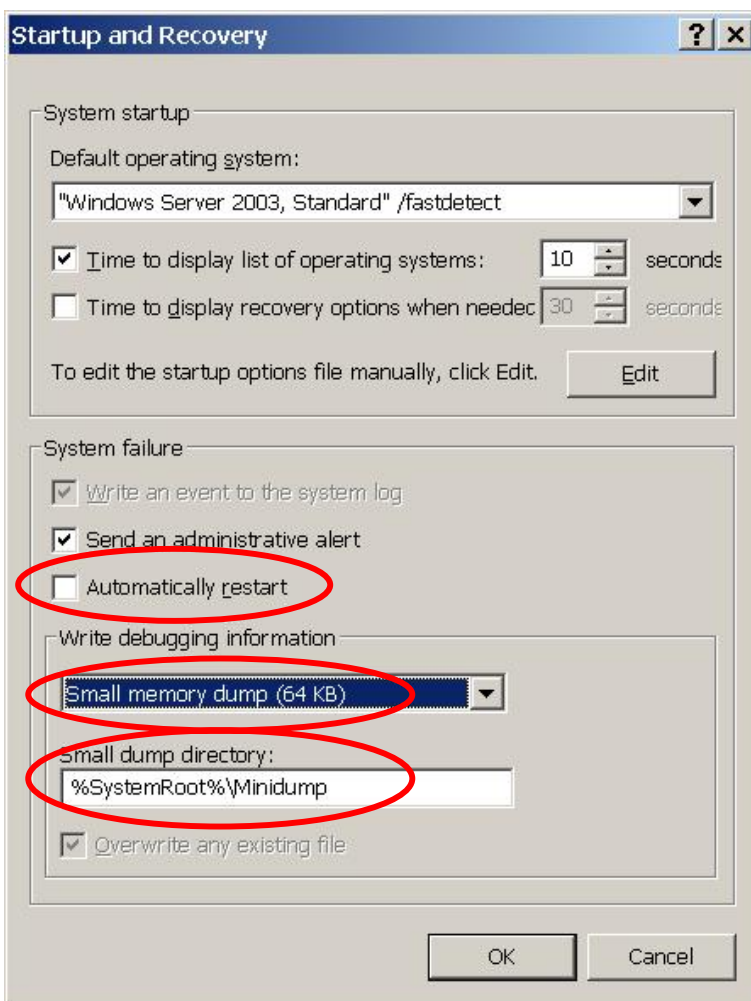 Startup and Recovery
System startup
Default operating system:
"Windows Server 2003, Standard" /fastdetect
Time to display list of operating systems: 10 seconds
Time to display recovery options when needed 30 seconds
To edit the startup options file manually, click Edit. Edit
System failure
Write an event to the system log
Send an administrative alert
Automatically restart
Write debugging information
Small memory dump (64 KB)
Small dump directory:
%SystemRoot%\Minidump
Overwrite any existing file
OK Cancel